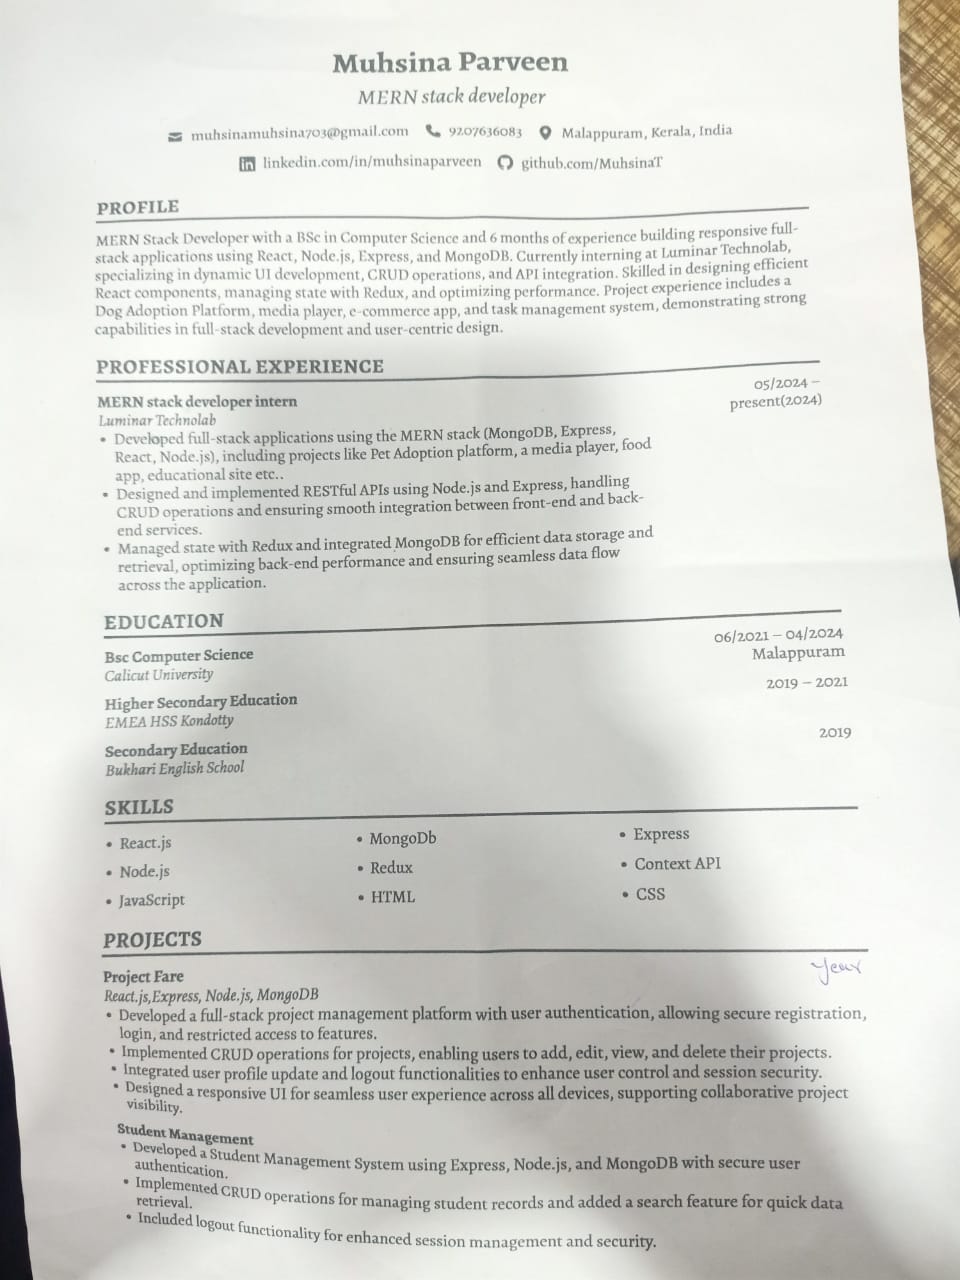 Muhsina Parveen
MERN stack developer
muhsinamuhsina703@gmail.com 9207636083 Malappuram, Kerala, India
linkedin.com/in/muhsinaparveen github.com/MuhsinaT
PROFILE
MERN Stack Developer with a BSc in Computer Science and 6 months of experience building responsive full-
stack applications using React, Node.js, Express, and MongoDB. Currently interning at Luminar Technolab,
specializing in dynamic UI development, CRUD operations, and API integration. Skilled in designing efficient
React components, managing state with Redux, and optimizing performance. Project experience includes a
Dog Adoption Platform, media player, e-commerce app, and task management system, demonstrating strong
capabilities in full-stack development and user-centric design.
PROFESSIONAL EXPERIENCE
MERN stack developer intern 05/2024 –
present(2024)
Luminar Technolab
• Developed full-stack applications using the MERN stack (MongoDB, Express,
React, Node.js), including projects like Pet Adoption platform, a media player, food
app, educational site etc..
• Designed and implemented RESTful APIs using Node.js and Express, handling
CRUD operations and ensuring smooth integration between front-end and back-
end services.
• Managed state with Redux and integrated MongoDB for efficient data storage and
retrieval, optimizing back-end performance and ensuring seamless data flow
across the application.
EDUCATION
Bsc Computer Science 06/2021 – 04/2024
Calicut University Malappuram
Higher Secondary Education 2019 – 2021
EMEA HSS Kondotty
Secondary Education 2019
Bukhari English School
SKILLS
• React.js • MongoDb • Express
• Node.js • Redux • Context API
• JavaScript • HTML • CSS
PROJECTS
Project Fare Year
React.js,Express, Node.js, MongoDB
• Developed a full-stack project management platform with user authentication, allowing secure registration,
login, and restricted access to features.
• Implemented CRUD operations for projects, enabling users to add, edit, view, and delete their projects.
• Integrated user profile update and logout functionalities to enhance user control and session security.
• Designed a responsive UI for seamless user experience across all devices, supporting collaborative project
visibility.
Student Management
• Developed a Student Management System using Express, Node.js, and MongoDB with secure user
authentication.
• Implemented CRUD operations for managing student records and added a search feature for quick data
retrieval.
• Included logout functionality for enhanced session management and security.